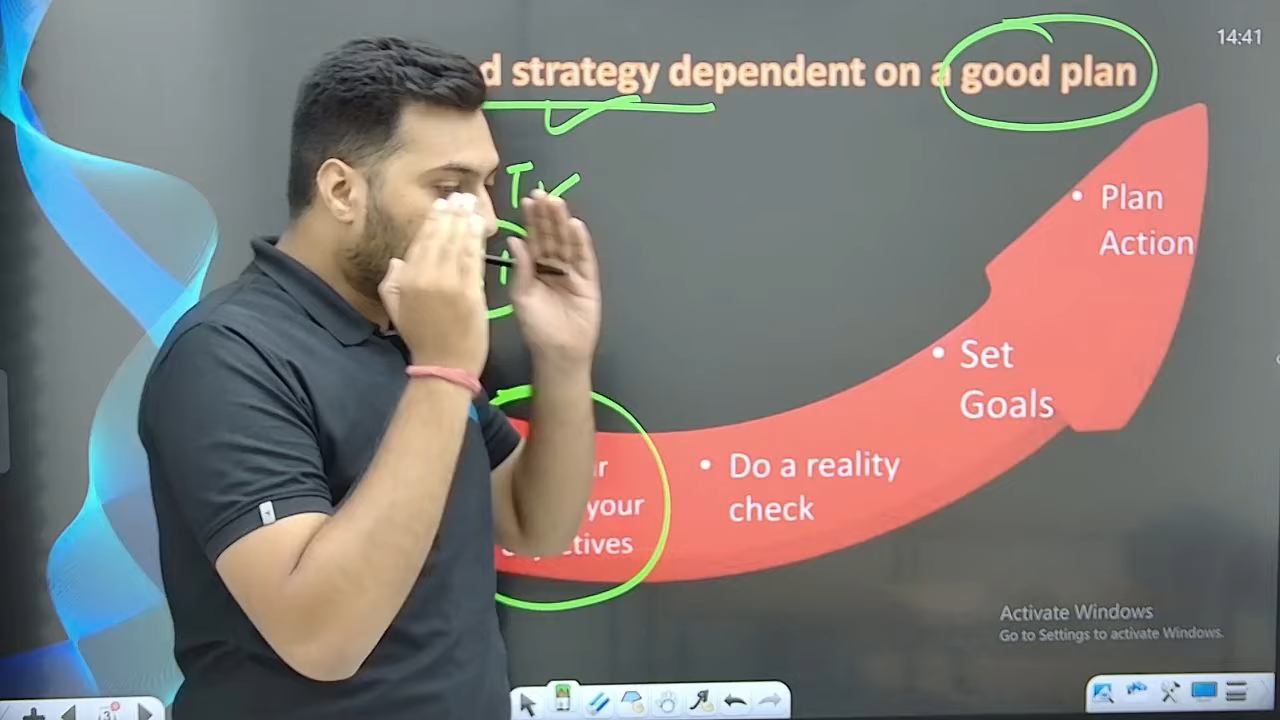 14:41
d strategy dependent on a good plan
T
Plan
Action
Set
Goals
Do a reality
check
your
Activate Windows
Go to Settings to activate Windows.